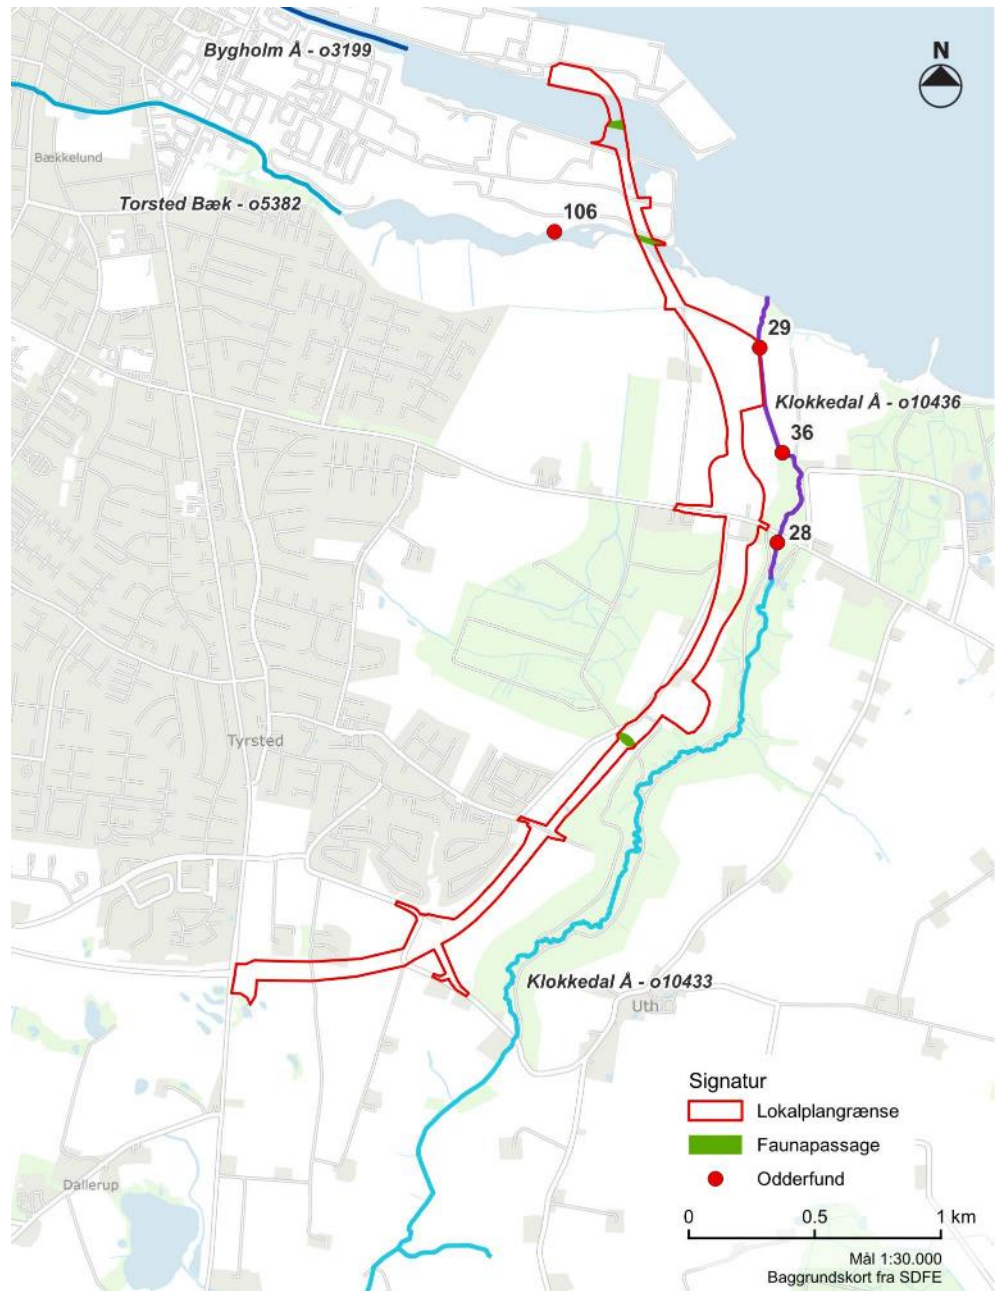 Bygholm Å - o3199
N
Bækkelund
Torsted Bæk - o5382
106
29
Klokkedal Å - o10436
36
28
Tyrsted
Klokkedal Å - o10433
Uth
Signatur
Lokalplangrænse
Faunapassage
Dallerup
Odderfund
0 0.5 1 km
Mål 1:30.000
Baggrundskort fra SDFE